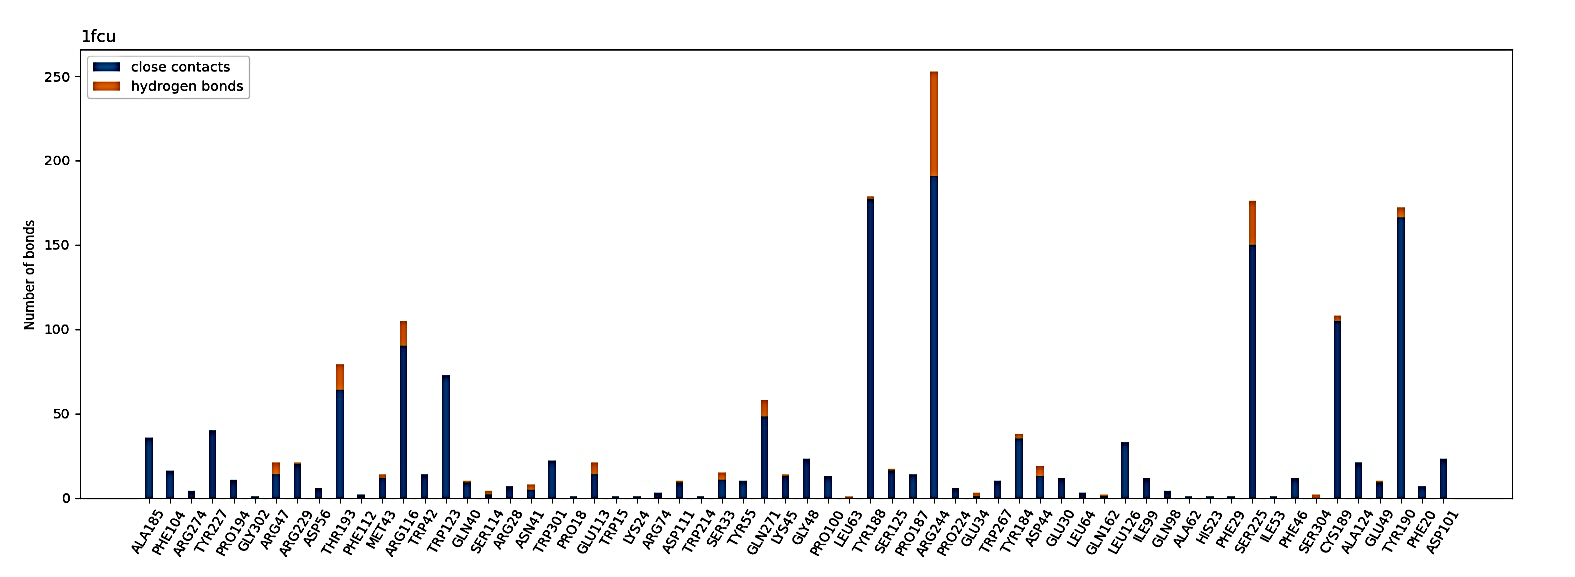 1fcu
close contacts
hydrogen bonds
Number of bonds
250
200
150
100
50
0
ALA185
PHE104
ARG274
TYR227
PRO194
GLY302
ARG47
ARG229
ASP56
THR193
PHE112
MET43
ARG116
TRP42
TRP123
GLN40
SER114
ARG28
ASN41
TRP301
PRO18
GLU113
TRP15
LYS24
ARG74
ASP111
TRP214
SER33
TYR55
GLN271
LYS45
GLY48
PRO100
LEU63
TYR188
SER125
PRO187
ARG244
PRO224
GLU34
TRP267
TYR184
ASP44
GLU30
LEU64
GLN162
LEU126
ILE99
GLN98
ALA62
HIS23
PHE29
SER225
ILE53
PHE46
SER304
CYS189
ALA124
GLU49
TYR190
PHE20
ASP101